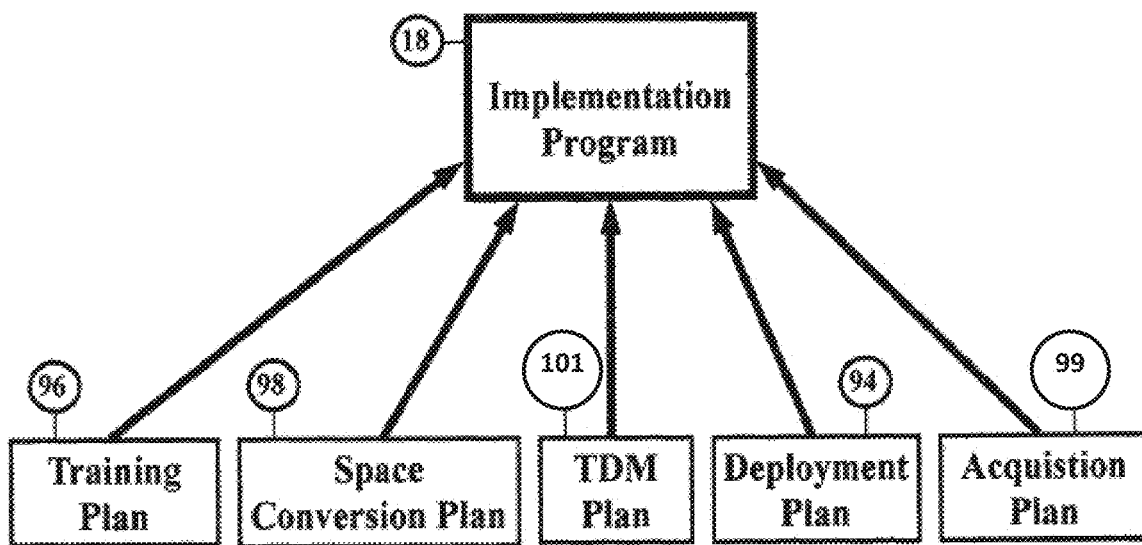 18
Implementation
Program
96
98
101
94
99
Training
Plan
Space
Conversion Plan
TDM
Plan
Deployment
Plan
Acquistion
Plan